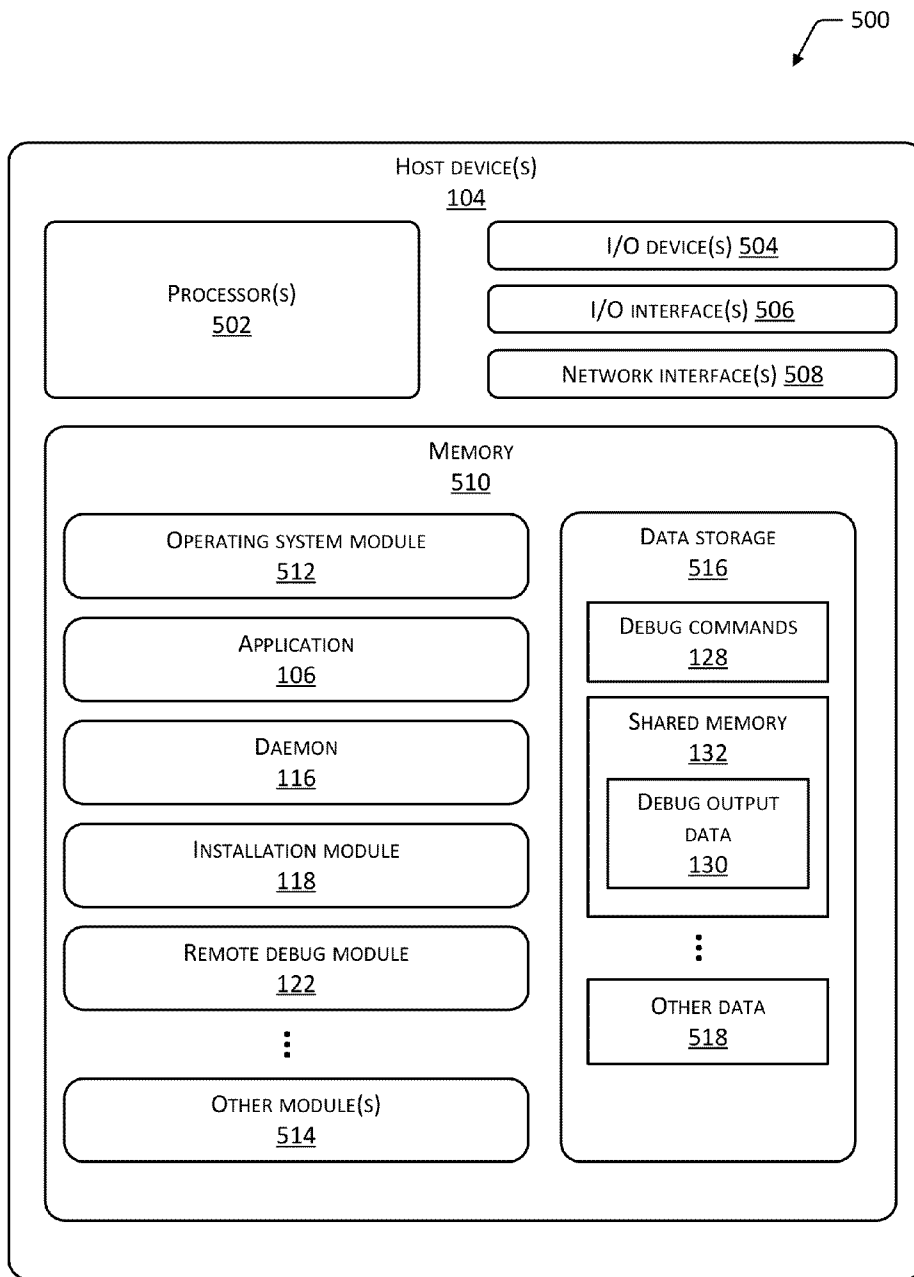 500
HOST DEVICE(S)
104
PROCESSOR(S)
502
I/O DEVICE(S) 504
I/O INTERFACE(S) 506
NETWORK INTERFACE(S) 508
MEMORY
510
OPERATING SYSTEM MODULE
512
APPLICATION
106
DAEMON
116
INSTALLATION MODULE
118
REMOTE DEBUG MODULE
122
⋮
OTHER MODULE(S)
514
DATA STORAGE
516
DEBUG COMMANDS
128
SHARED MEMORY
132
DEBUG OUTPUT
DATA
130
⋮
OTHER DATA
518